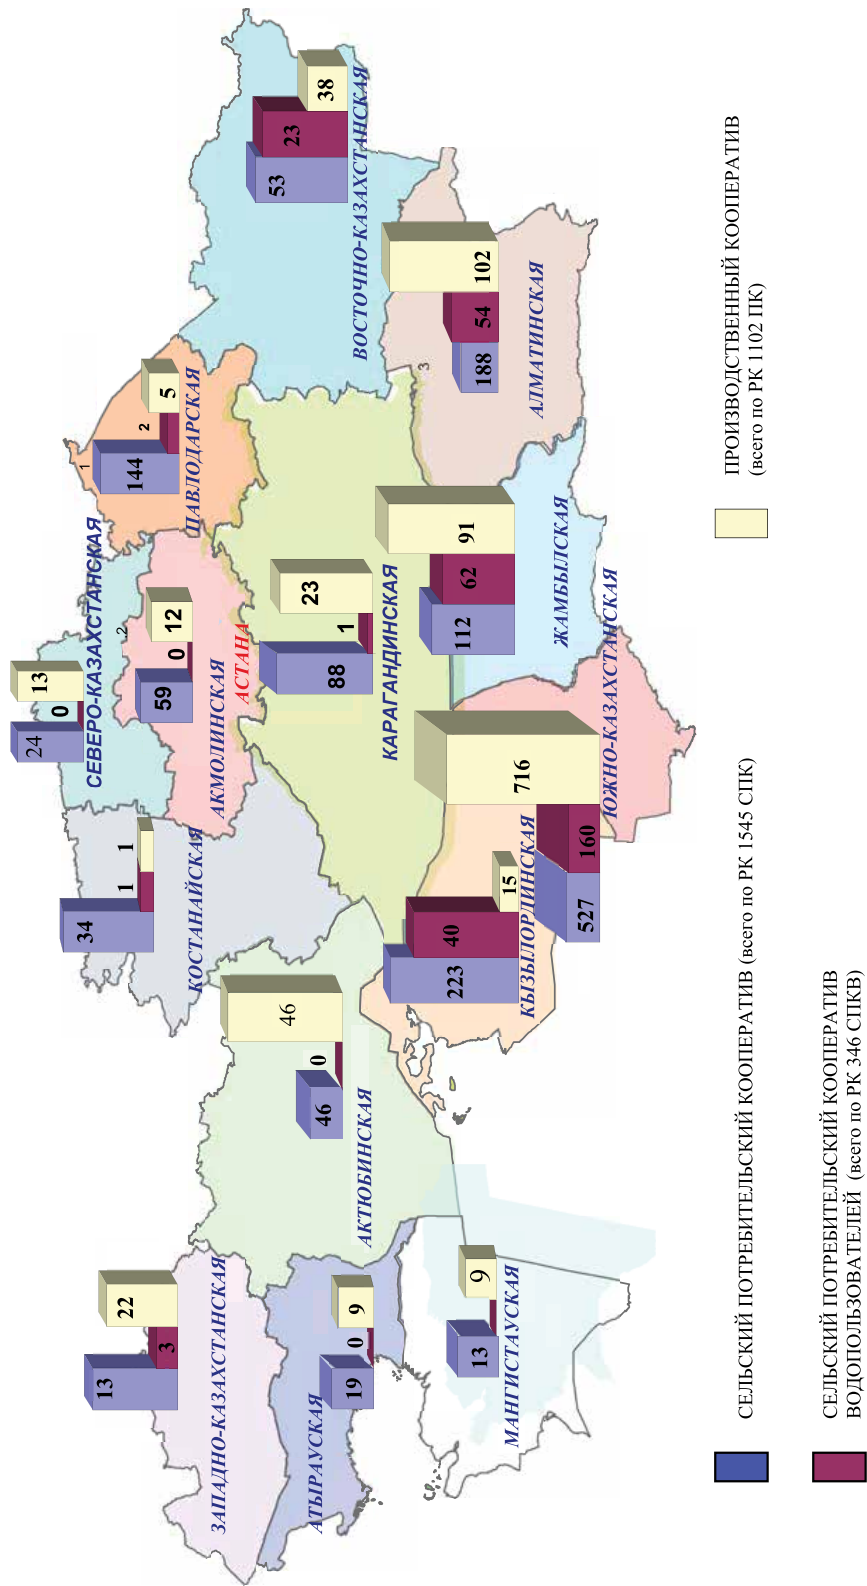 24
0
13
СЕВЕРО-КАЗАХСТАНСКАЯ
1
144
2
5
ПАВЛОДАРСКАЯ
34
1
1
КОСТАНАЙСКАЯ
2
59
0
12
АКМОЛИНСКАЯ
АСТАНА
53
23
38
ВОСТОЧНО-КАЗАХСТАНСКАЯ
13
3
22
ЗАПАДНО-КАЗАХСТАНСКАЯ
46
0
46
АКТЮБИНСКАЯ
88
1
23
КАРАГАНДИНСКАЯ
19
0
9
АТЫРАУСКАЯ
3
188
54
102
АЛМАТИНСКАЯ
223
40
15
КЫЗЫЛОРДИНСКАЯ
112
62
91
ЖАМБЫЛСКАЯ
13
9
МАНГИСТАУСКАЯ
527
160
716
ЮЖНО-КАЗАХСТАНСКАЯ
СЕЛЬСКИЙ ПОТРЕБИТЕЛЬСКИЙ КООПЕРАТИВ (всего по РК 1545 СПК)
ПРОИЗВОДСТВЕННЫЙ КООПЕРАТИВ
(всего по РК 1102 ПК)
СЕЛЬСКИЙ ПОТРЕБИТЕЛЬСКИЙ КООПЕРАТИВ
ВОДОПОЛЬЗОВАТЕЛЕЙ (всего по РК 346 СПКВ)